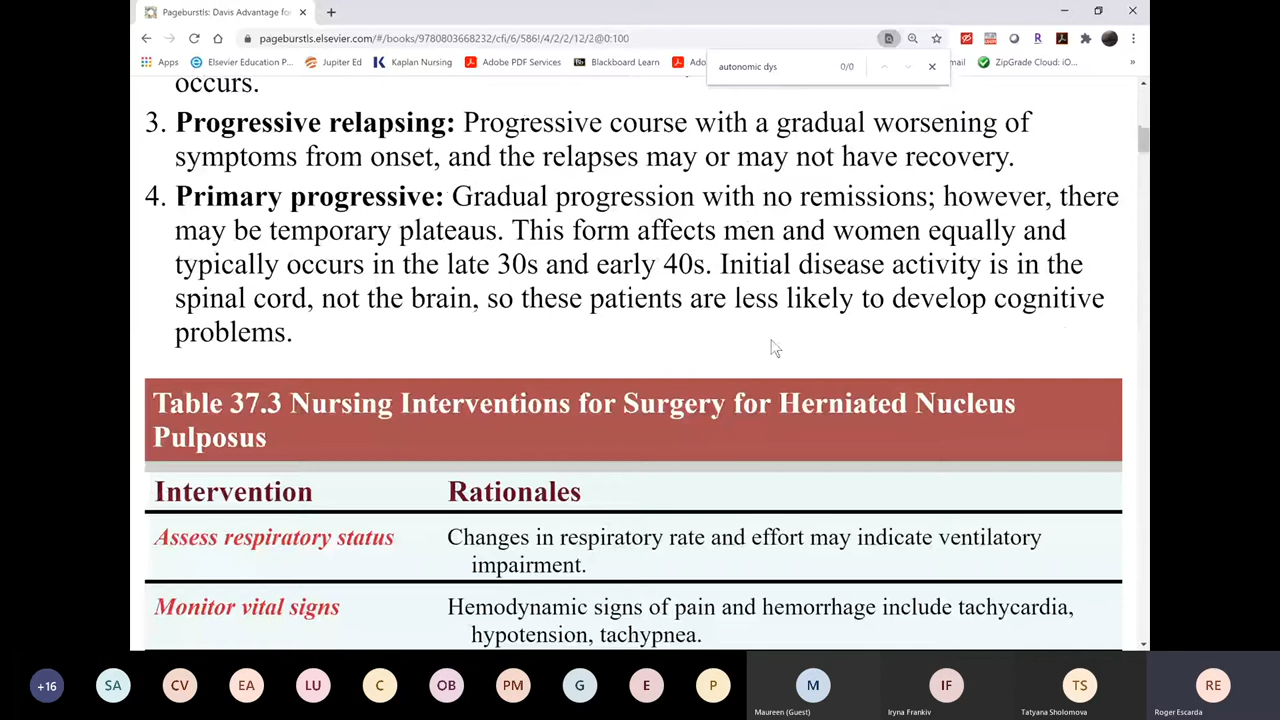 Pageburstls: Davis Advantage for
pageburstls.elsevier.com/#/books/9780803668232/cfi/6/586!/4/2/2/12/2@0:100
Apps
Elsevier Education P...
Jupiter Ed
Kaplan Nursing
Adobe PDF Services
Blackboard Learn
Ado
autonomic dys
0/0
mail
ZipGrade Cloud: iO...
occurs.
3. Progressive relapsing: Progressive course with a gradual worsening of
symptoms from onset, and the relapses may or may not have recovery.
4. Primary progressive: Gradual progression with no remissions; however, there
may be temporary plateaus. This form affects men and women equally and
typically occurs in the late 30s and early 40s. Initial disease activity is in the
spinal cord, not the brain, so these patients are less likely to develop cognitive
problems.
Table 37.3 Nursing Interventions for Surgery for Herniated Nucleus
Pulposus
Intervention Rationales
Assess respiratory status Changes in respiratory rate and effort may indicate ventilatory
impairment.
Monitor vital signs Hemodynamic signs of pain and hemorrhage include tachycardia,
hypotension, tachypnea.
+16 SA CV EA LU C OB PM G E P M IF TS RE
Maureen (Guest) Iryna Frankiv Tatyana Sholomova Roger Escarda